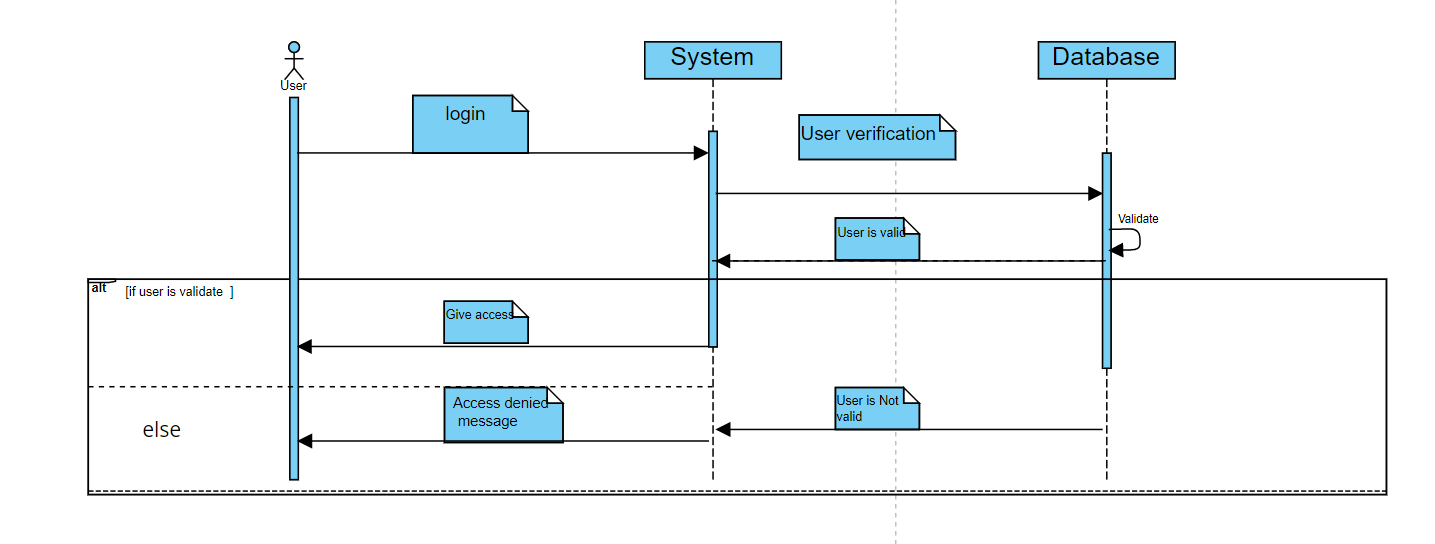 System
Database
User
login
User verification
Validate
User is valid
alt
[if user is validate ]
Give access
Access denied
message
User is Not
valid
else